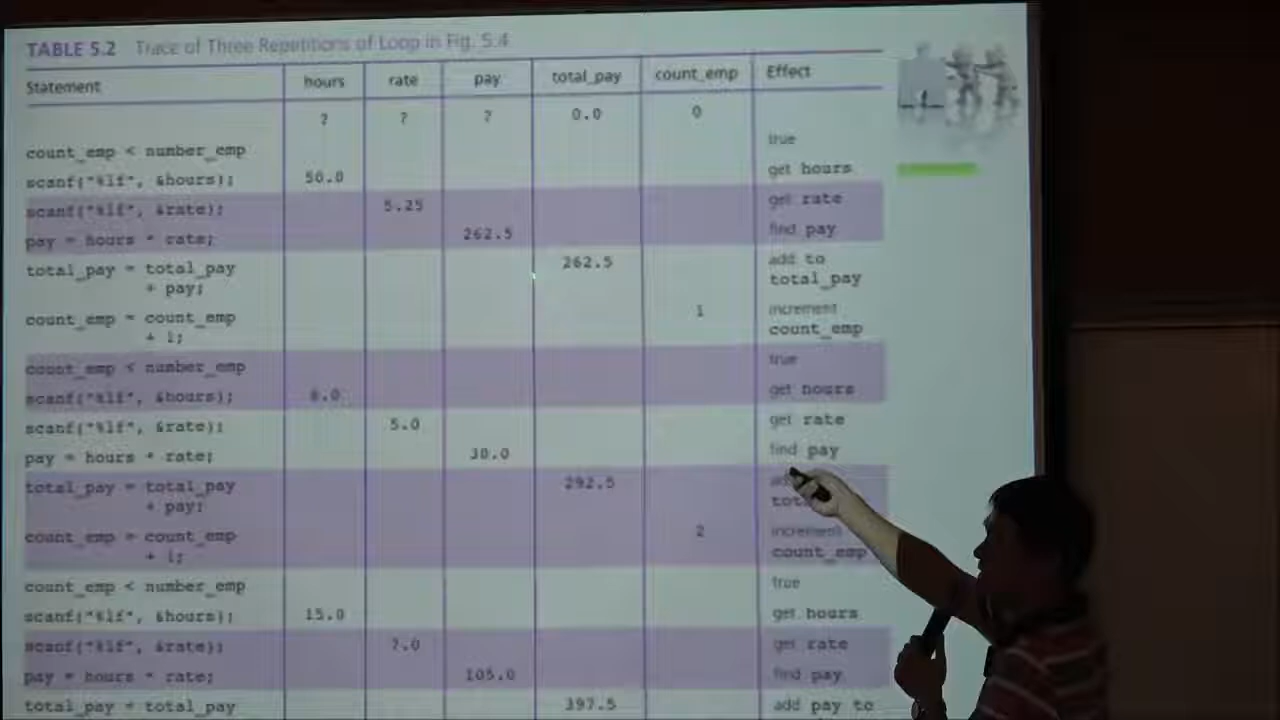 TABLE 5.2 Trace of Three Repetitions of Loop in Fig. 5.4
Statement hours rate pay total_pay count_emp Effect
? ? ? 0.0 0
count_emp < number_emp true
scanf("%lf", &hours); 50.0 get hours
scanf("%lf", &rate); 5.25 get rate
pay = hours * rate; 262.5 find pay
total_pay = total_pay 262.5 add to
+ pay; total_pay
count_emp = count_emp 1 increment
+ 1; count_emp
count_emp < number_emp true
scanf("%lf", &hours); 6.0 get hours
scanf("%lf", &rate); 5.0 get rate
pay = hours * rate; 30.0 find pay
total_pay = total_pay 292.5
+ pay;
count_emp = count_emp 2 increment
+ 1; count_emp
count_emp < number_emp true
scanf("%lf", &hours); 15.0 get hours
scanf("%lf", &rate); 7.0 get rate
pay = hours * rate; 105.0 find pay
total_pay = total_pay 397.5 add pay to